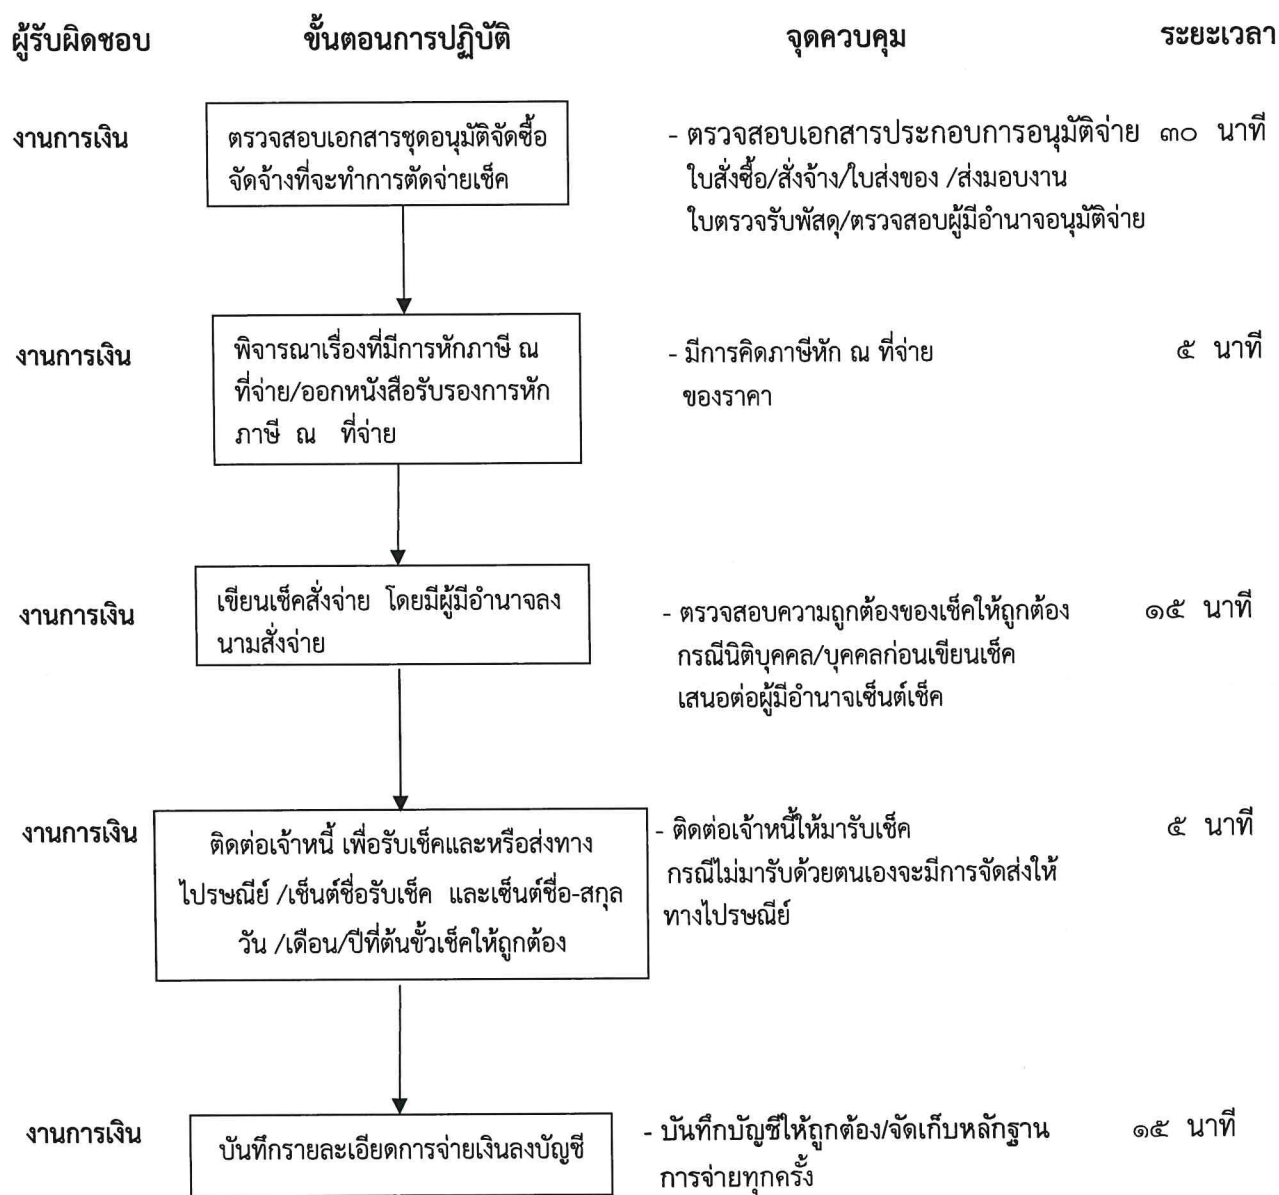 ผู้รับผิดชอบ ขั้นตอนการปฏิบัติ จุดควบคุม ระยะเวลา
งานการเงิน
ตรวจสอบเอกสารชุดอนุมัติจัดซื้อ
จัดจ้างที่จะทำการตัดจ่ายเช็ค
- ตรวจสอบเอกสารประกอบการอนุมัติจ่าย
ใบสั่งซื้อ/สั่งจ้าง/ใบส่งของ /ส่งมอบงาน
ใบตรวจรับพัสดุ/ตรวจสอบผู้มีอำนาจอนุมัติจ่าย
๓๐ นาที
งานการเงิน
พิจารณาเรื่องที่มีการหักภาษี ณ
ที่จ่าย/ออกหนังสือรับรองการหัก
ภาษี ณ ที่จ่าย
- มีการคิดภาษีหัก ณ ที่จ่าย
ของราคา
๕ นาที
งานการเงิน
เขียนเช็คสั่งจ่าย โดยมีผู้มีอำนาจลง
นามสั่งจ่าย
- ตรวจสอบความถูกต้องของเช็คให้ถูกต้อง
กรณีนิติบุคคล/บุคคลก่อนเขียนเช็ค
เสนอต่อผู้มีอำนาจเซ็นต์เช็ค
๑๕ นาที
งานการเงิน
ติดต่อเจ้าหนี้ เพื่อรับเช็คและหรือส่งทาง
ไปรษณีย์ /เซ็นต์ชื่อรับเช็ค และเซ็นต์ชื่อ-สกุล
วัน /เดือน/ปีที่ต้นขั้วเช็คให้ถูกต้อง
- ติดต่อเจ้าหนี้ให้มารับเช็ค
กรณีไม่มารับด้วยตนเองจะมีการจัดส่งให้
ทางไปรษณีย์
๕ นาที
งานการเงิน
บันทึกรายละเอียดการจ่ายเงินลงบัญชี
- บันทึกบัญชีให้ถูกต้อง/จัดเก็บหลักฐาน
การจ่ายทุกครั้ง
๑๕ นาที